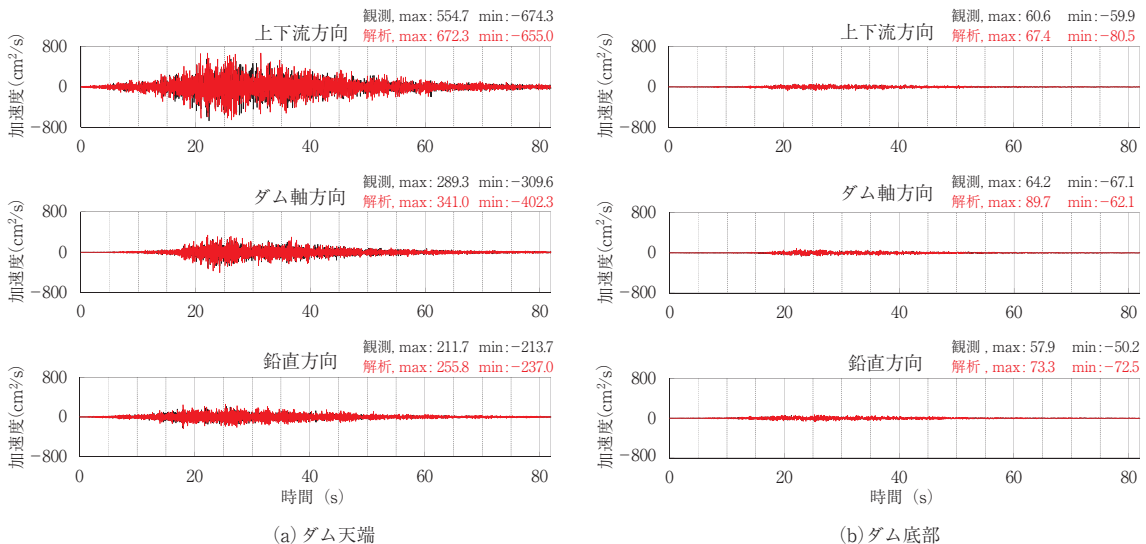 上下流方向
観測, max: 554.7 min:−674.3
解析, max: 672.3 min:−655.0
加速度(cm²/s)
800
0
−800
0 20 40 60 80
ダム軸方向
観測, max: 289.3 min:−309.6
解析, max: 341.0 min:−402.3
加速度(cm²/s)
800
0
−800
0 20 40 60 80
鉛直方向
観測, max: 211.7 min:−213.7
解析, max: 255.8 min:−237.0
加速度(cm²/s)
800
0
−800
0 20 40 60 80
時間 (s)
(a) ダム天端
上下流方向
観測, max: 60.6 min:−59.9
解析, max: 67.4 min:−80.5
加速度(cm²/s)
800
0
−800
0 20 40 60 80
ダム軸方向
観測, max: 64.2 min:−67.1
解析, max: 89.7 min:−62.1
加速度(cm²/s)
800
0
−800
0 20 40 60 80
鉛直方向
観測 , max: 57.9 min:−50.2
解析 , max: 73.3 min:−72.5
加速度(cm²/s)
800
0
−800
0 20 40 60 80
時間 (s)
(b) ダム底部